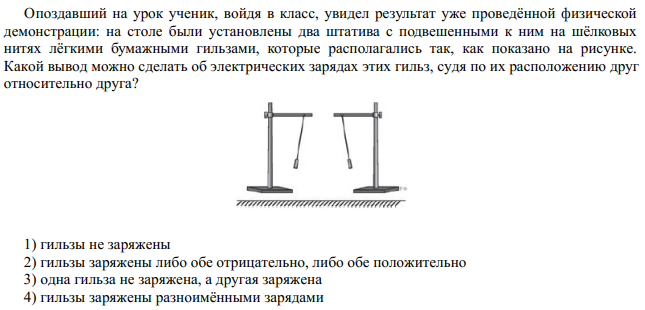 Опоздавший на урок ученик, войдя в класс, увидел результат уже проведённой физической
демонстрации: на столе были установлены два штатива с подвешенными к ним на шёлковых
нитях лёгкими бумажными гильзами, которые располагались так, как показано на рисунке.
Какой вывод можно сделать об электрических зарядах этих гильз, судя по их расположению друг
относительно друга?
1) гильзы не заряжены
2) гильзы заряжены либо обе отрицательно, либо обе положительно
3) одна гильза не заряжена, а другая заряжена
4) гильзы заряжены разноимёнными зарядами